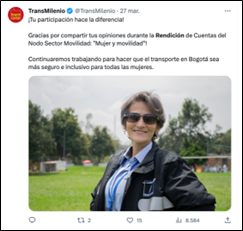 TransMilenio @TransMilenio · 27 mar.
¡Tu participación hace la diferencia!
Gracias por compartir tus opiniones durante la Rendición de Cuentas del
Nodo Sector Movilidad: "Mujer y movilidad"!
Continuaremos trabajando para hacer que el transporte en Bogotá sea
más seguro e inclusivo para todas las mujeres.
2 15 8.564